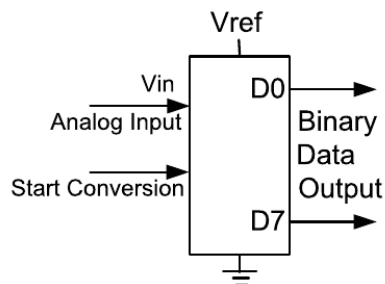 Vref
Vin
Analog Input
Start Conversion
D0
Binary
Data
Output
D7